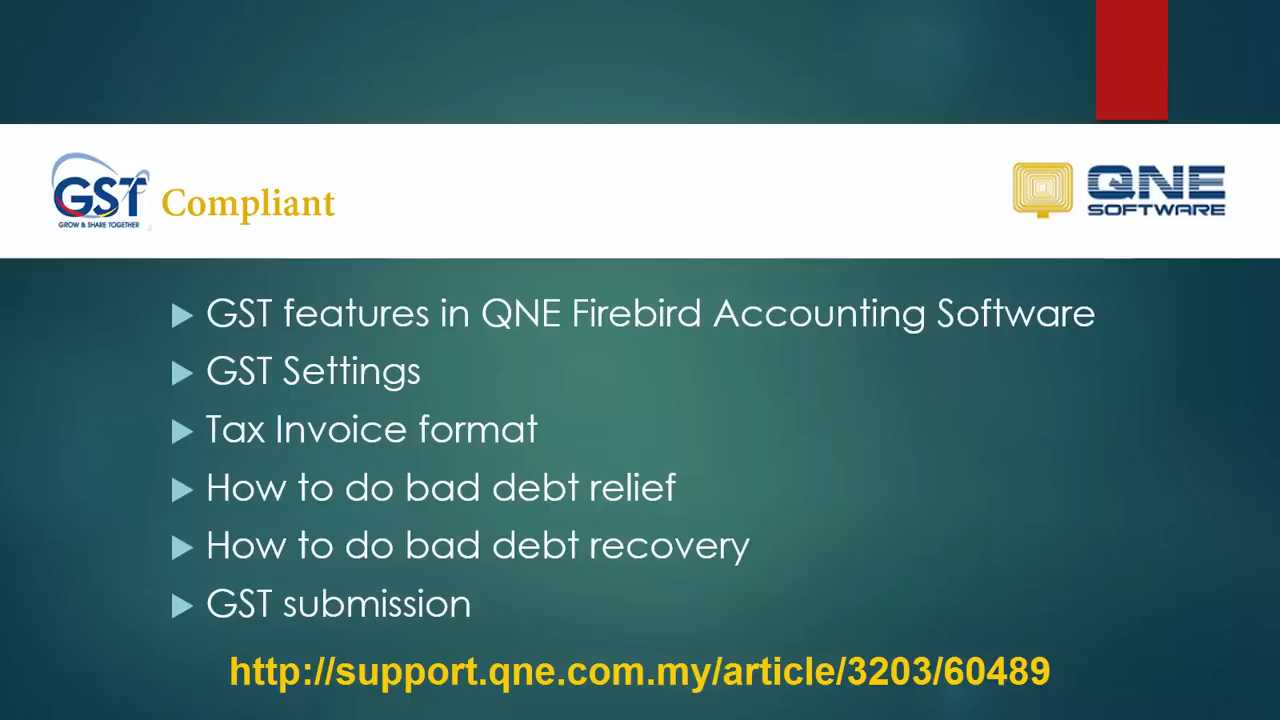 GST Compliant
GROW & SHARE TOGETHER
QNE
SOFTWARE
GST features in QNE Firebird Accounting Software
GST Settings
Tax Invoice format
How to do bad debt relief
How to do bad debt recovery
GST submission
http://support.qne.com.my/article/3203/60489